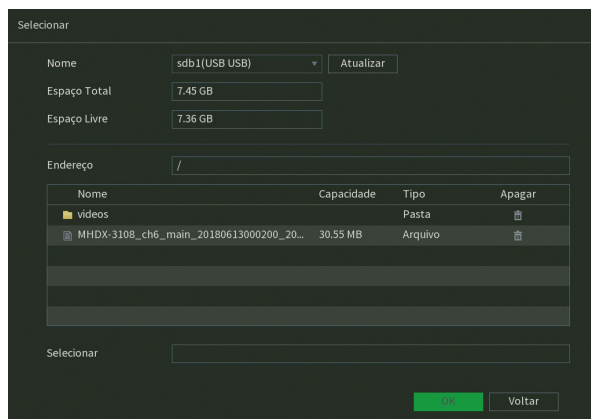 Selecionar
Nome sdb1(USB USB) Atualizar
Espaço Total 7.45 GB
Espaço Livre 7.36 GB
Endereço /
Nome Capacidade Tipo Apagar
videos Pasta
MHDX-3108_ch6_main_20180613000200_20... 30.55 MB Arquivo
Selecionar
OK Voltar